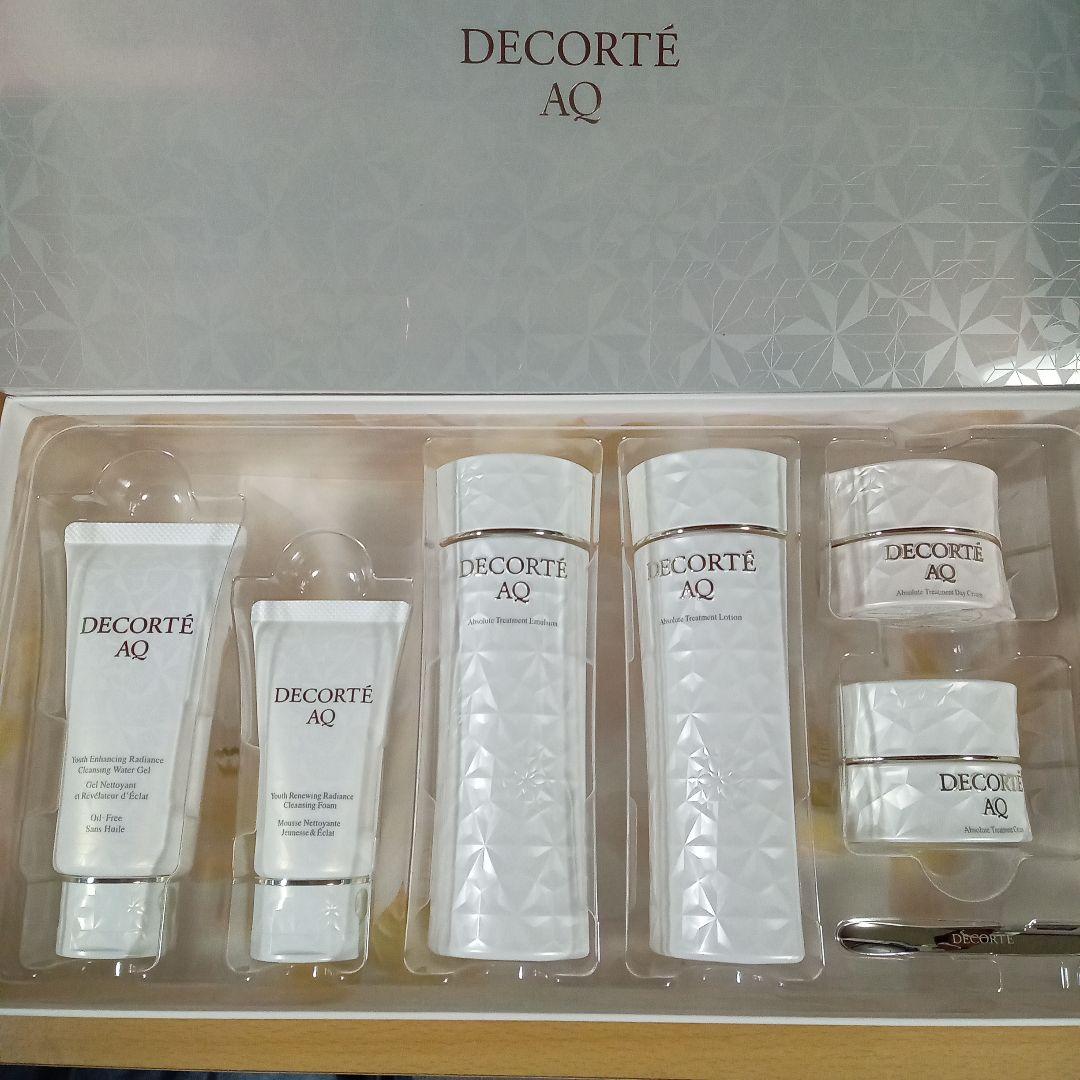 DECORTÉ
AQ
DECORTÉ
AQ
Youth Enhancing Radiance
Cleansing Water Gel
Gel Nettoyant
et Révélateur d'Éclat
Oil-Free
Sans Huile
DECORTÉ
AQ
Youth Renewing Radiance
Cleansing Foam
Mousse Nettoyante
Jeunesse & Éclat
DECORTÉ
AQ
Absolute Treatment Emulsion
DECORTÉ
AQ
Absolute Treatment Lotion
DECORTÉ
AQ
Absolute Treatment Day Cream
DECORTÉ
AQ
Absolute Treatment Cream
DECORTÉ